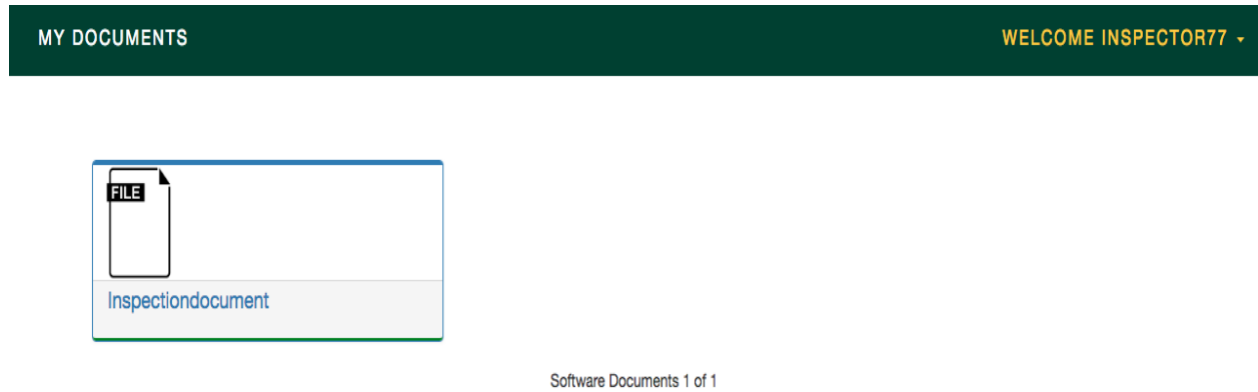 MY DOCUMENTS
WELCOME INSPECTOR77
FILE
Inspectiondocument
Software Documents 1 of 1